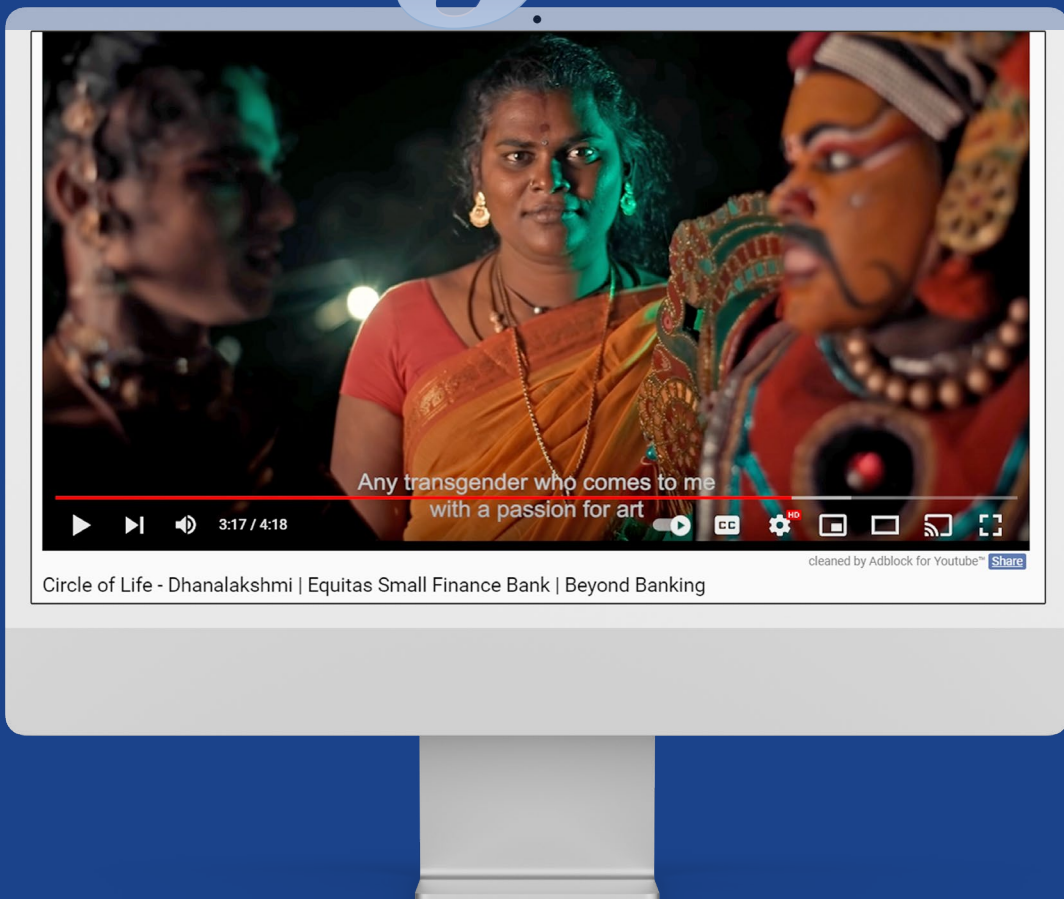 Any transgender who comes to me
with a passion for art
3:17 / 4:18
CC
HD
cleaned by Adblock for Youtube™ Share
Circle of Life - Dhanalakshmi | Equitas Small Finance Bank | Beyond Banking